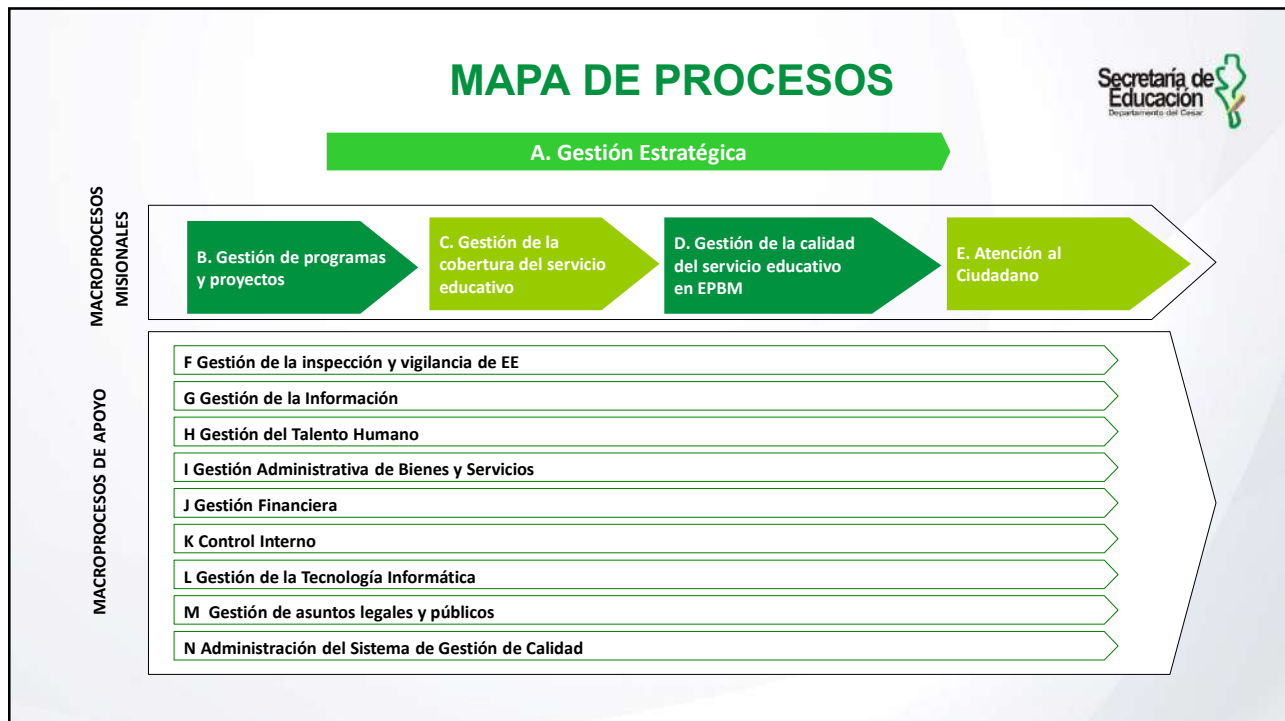 MAPA DE PROCESOS
Secretaría de
Educación
Departamento del Cesar
A. Gestión Estratégica
MACROPROCESOS
MISIONALES
B. Gestión de programas
y proyectos
C. Gestión de la
cobertura del servicio
educativo
D. Gestión de la calidad
del servicio educativo
en EPBM
E. Atención al
Ciudadano
MACROPROCESOS DE APOYO
F Gestión de la inspección y vigilancia de EE
G Gestión de la Información
H Gestión del Talento Humano
I Gestión Administrativa de Bienes y Servicios
J Gestión Financiera
K Control Interno
L Gestión de la Tecnología Informática
M Gestión de asuntos legales y públicos
N Administración del Sistema de Gestión de Calidad